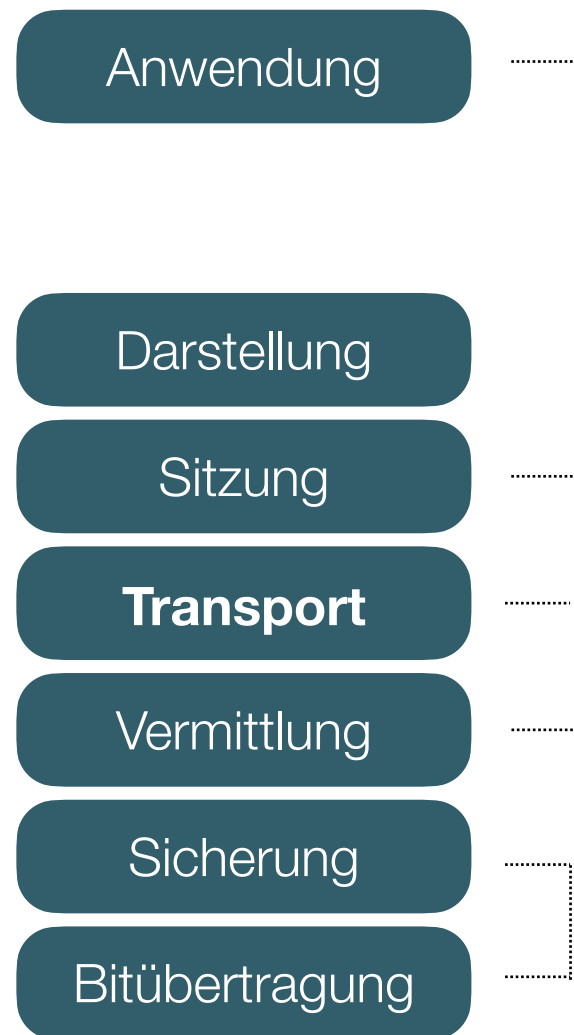 Anwendung
Darstellung
Sitzung
Transport
Vermittlung
Sicherung
Bitübertragung